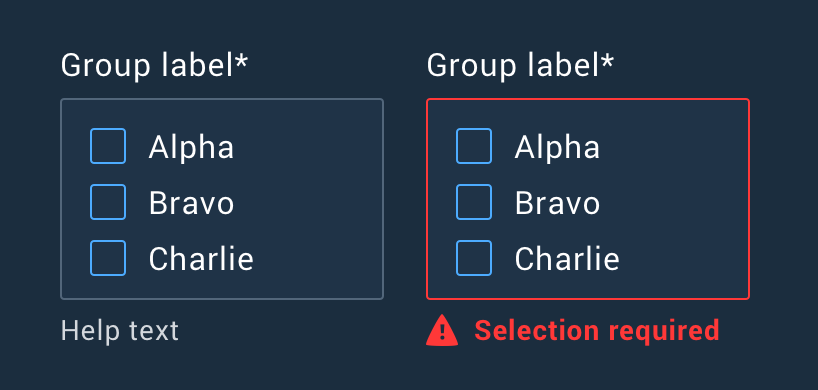 Group label*
Alpha
Bravo
Charlie
Help text
Group label*
Alpha
Bravo
Charlie
Selection required